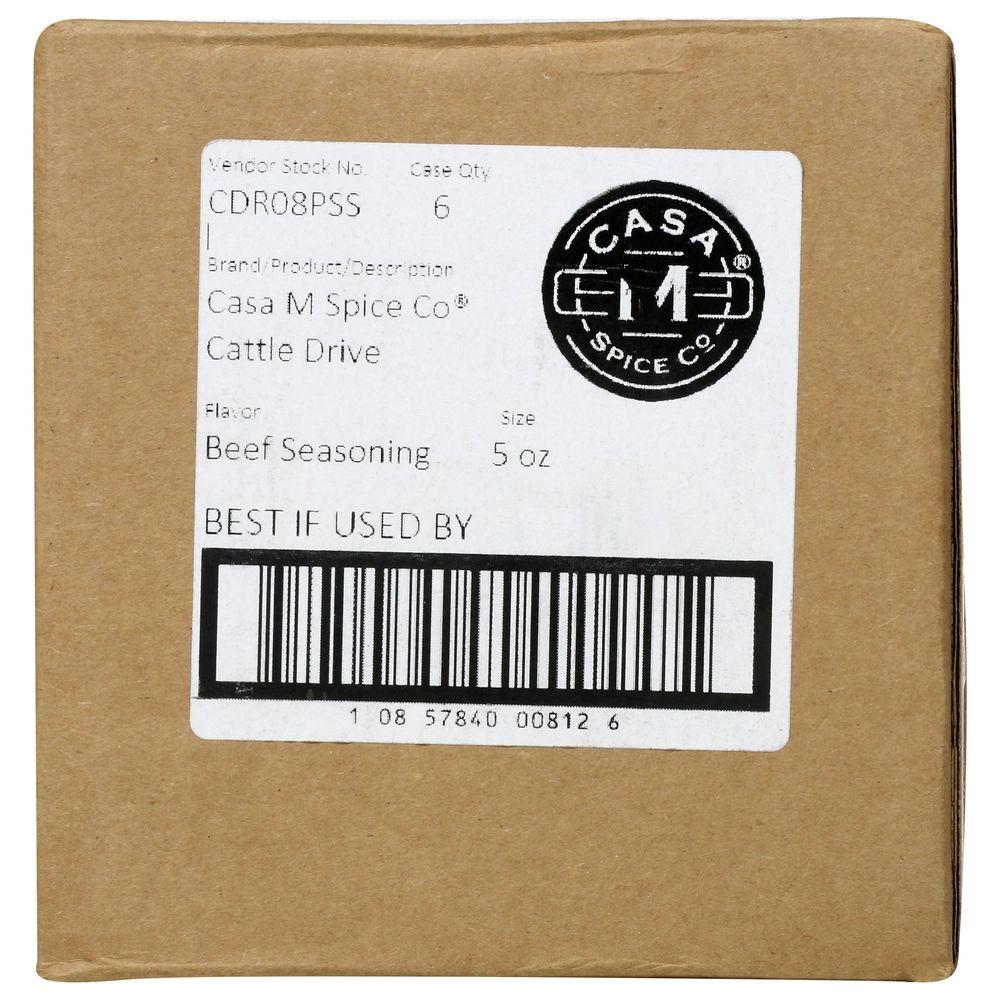 Vendor Stock No. Case Qty
CDR08PSS 6
Brand/Product/Description
Casa M Spice Co®
Cattle Drive
Flavor Size
Beef Seasoning 5 oz
BEST IF USED BY
1 08 57840 00812 6
CASA
M
®
SPICE Co